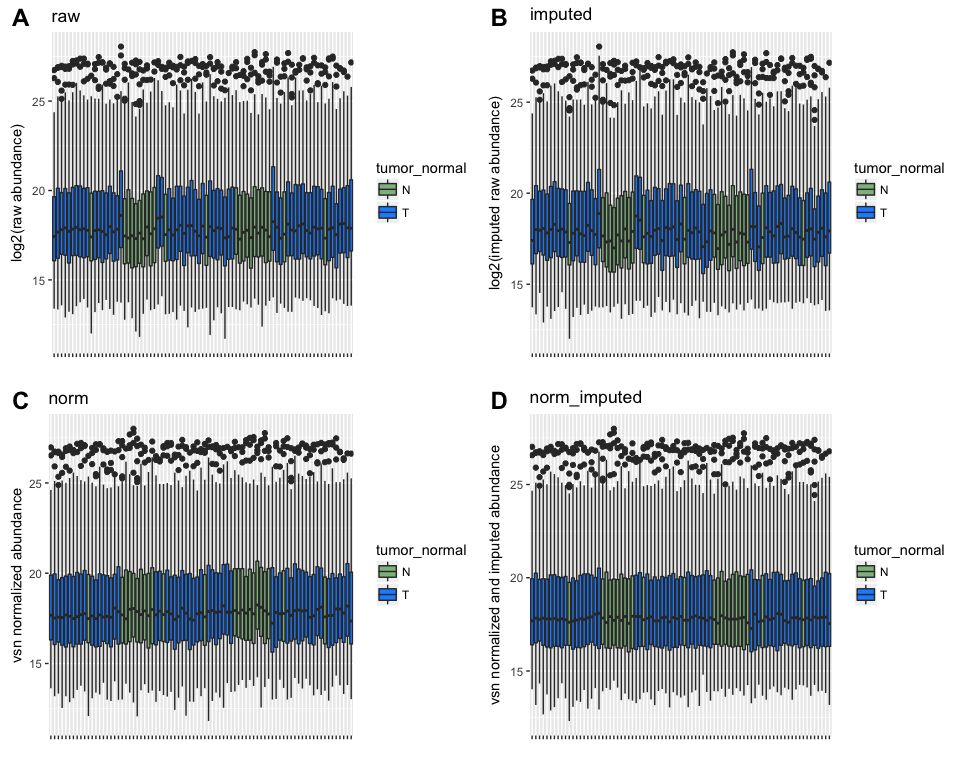 A raw
log2(raw abundance)
25
20
15
tumor_normal
N
T
B imputed
log2(imputed raw abundance)
25
20
15
tumor_normal
N
T
C norm
vsn normalized abundance
25
20
15
tumor_normal
N
T
D norm_imputed
vsn normalized and imputed abundance
25
20
15
tumor_normal
N
T